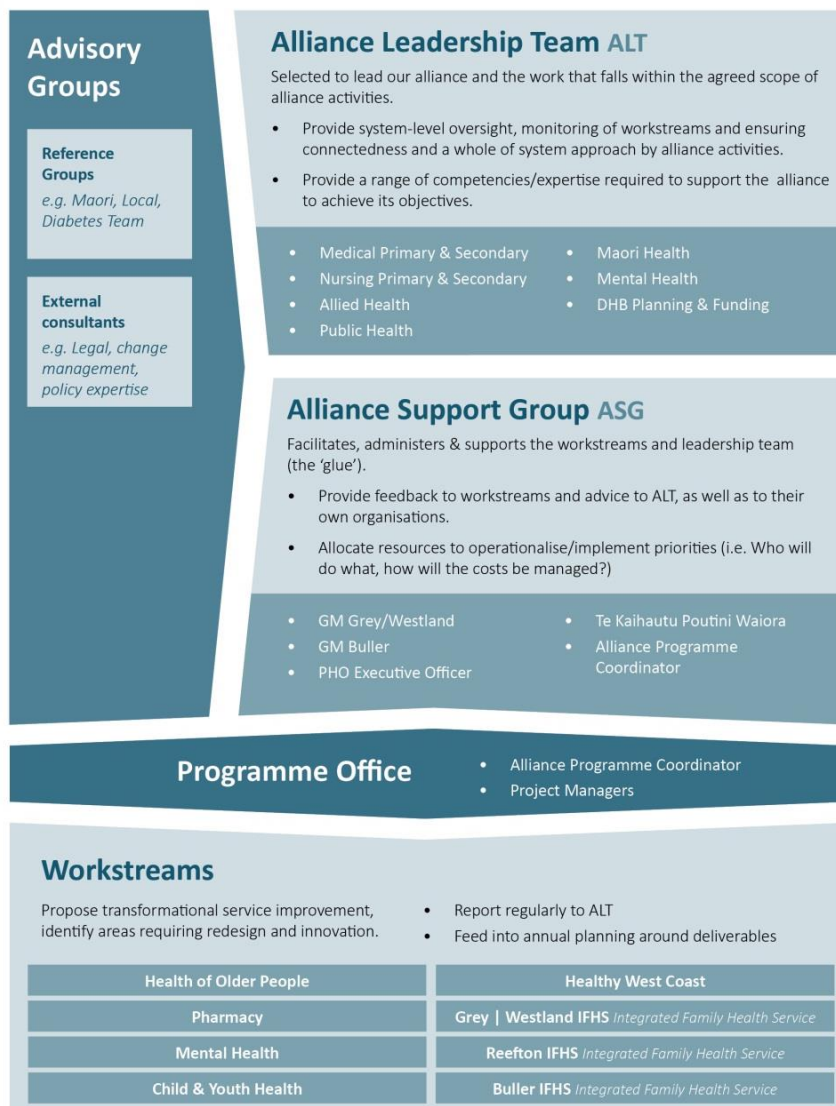 Advisory
Groups
Reference
Groups
e.g. Maori, Local,
Diabetes Team
External
consultants
e.g. Legal, change
management,
policy expertise
Alliance Leadership Team ALT
Selected to lead our alliance and the work that falls within the agreed scope of
alliance activities.
• Provide system-level oversight, monitoring of workstreams and ensuring
connectedness and a whole of system approach by alliance activities.
• Provide a range of competencies/expertise required to support the alliance
to achieve its objectives.
• Medical Primary & Secondary
• Nursing Primary & Secondary
• Allied Health
• Public Health
• Maori Health
• Mental Health
• DHB Planning & Funding
Alliance Support Group ASG
Facilitates, administers & supports the workstreams and leadership team
(the ‘glue’).
• Provide feedback to workstreams and advice to ALT, as well as to their
own organisations.
• Allocate resources to operationalise/implement priorities (i.e. Who will
do what, how will the costs be managed?)
• GM Grey/Westland
• GM Buller
• PHO Executive Officer
• Te Kaihautu Poutini Waiora
• Alliance Programme
Coordinator
Programme Office
• Alliance Programme Coordinator
• Project Managers
Workstreams
Propose transformational service improvement,
identify areas requiring redesign and innovation.
• Report regularly to ALT
• Feed into annual planning around deliverables
Health of Older People
Pharmacy
Mental Health
Child & Youth Health
Healthy West Coast
Grey | Westland IFHS Integrated Family Health Service
Reefton IFHS Integrated Family Health Service
Buller IFHS Integrated Family Health Service